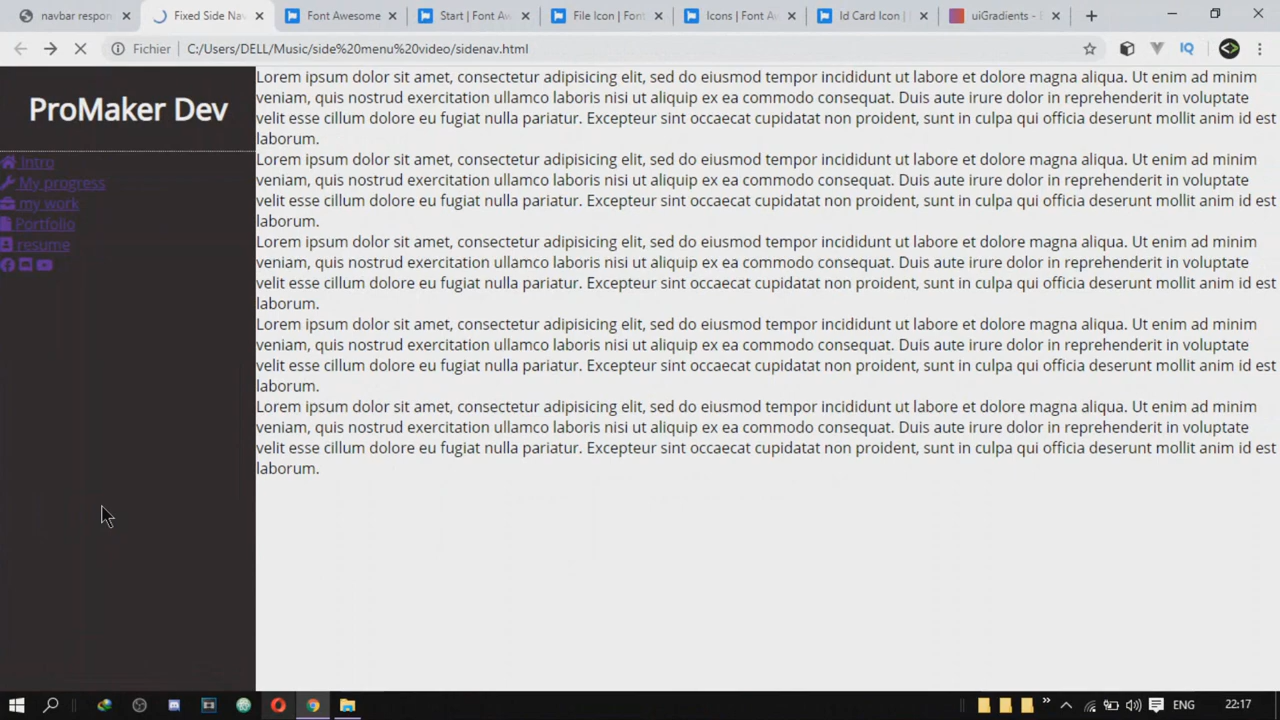 navbar respon
Fixed Side Nav
Font Awesome
Start | Font Aw
File Icon | Font
Icons | Font A
Id Card Icon |
uiGradients - E
Fichier
C:/Users/DELL/Music/side%20menu%20video/sidenav.html
IQ
ProMaker Dev
Intro
My progress
my work
Portfolio
resume
Lorem ipsum dolor sit amet, consectetur adipisicing elit, sed do eiusmod tempor incididunt ut labore et dolore magna aliqua. Ut enim ad minim
veniam, quis nostrud exercitation ullamco laboris nisi ut aliquip ex ea commodo consequat. Duis aute irure dolor in reprehenderit in voluptate
velit esse cillum dolore eu fugiat nulla pariatur. Excepteur sint occaecat cupidatat non proident, sunt in culpa qui officia deserunt mollit anim id est
laborum.
Lorem ipsum dolor sit amet, consectetur adipisicing elit, sed do eiusmod tempor incididunt ut labore et dolore magna aliqua. Ut enim ad minim
veniam, quis nostrud exercitation ullamco laboris nisi ut aliquip ex ea commodo consequat. Duis aute irure dolor in reprehenderit in voluptate
velit esse cillum dolore eu fugiat nulla pariatur. Excepteur sint occaecat cupidatat non proident, sunt in culpa qui officia deserunt mollit anim id est
laborum.
Lorem ipsum dolor sit amet, consectetur adipisicing elit, sed do eiusmod tempor incididunt ut labore et dolore magna aliqua. Ut enim ad minim
veniam, quis nostrud exercitation ullamco laboris nisi ut aliquip ex ea commodo consequat. Duis aute irure dolor in reprehenderit in voluptate
velit esse cillum dolore eu fugiat nulla pariatur. Excepteur sint occaecat cupidatat non proident, sunt in culpa qui officia deserunt mollit anim id est
laborum.
Lorem ipsum dolor sit amet, consectetur adipisicing elit, sed do eiusmod tempor incididunt ut labore et dolore magna aliqua. Ut enim ad minim
veniam, quis nostrud exercitation ullamco laboris nisi ut aliquip ex ea commodo consequat. Duis aute irure dolor in reprehenderit in voluptate
velit esse cillum dolore eu fugiat nulla pariatur. Excepteur sint occaecat cupidatat non proident, sunt in culpa qui officia deserunt mollit anim id est
laborum.
Lorem ipsum dolor sit amet, consectetur adipisicing elit, sed do eiusmod tempor incididunt ut labore et dolore magna aliqua. Ut enim ad minim
veniam, quis nostrud exercitation ullamco laboris nisi ut aliquip ex ea commodo consequat. Duis aute irure dolor in reprehenderit in voluptate
velit esse cillum dolore eu fugiat nulla pariatur. Excepteur sint occaecat cupidatat non proident, sunt in culpa qui officia deserunt mollit anim id est
laborum.
ENG
22:17